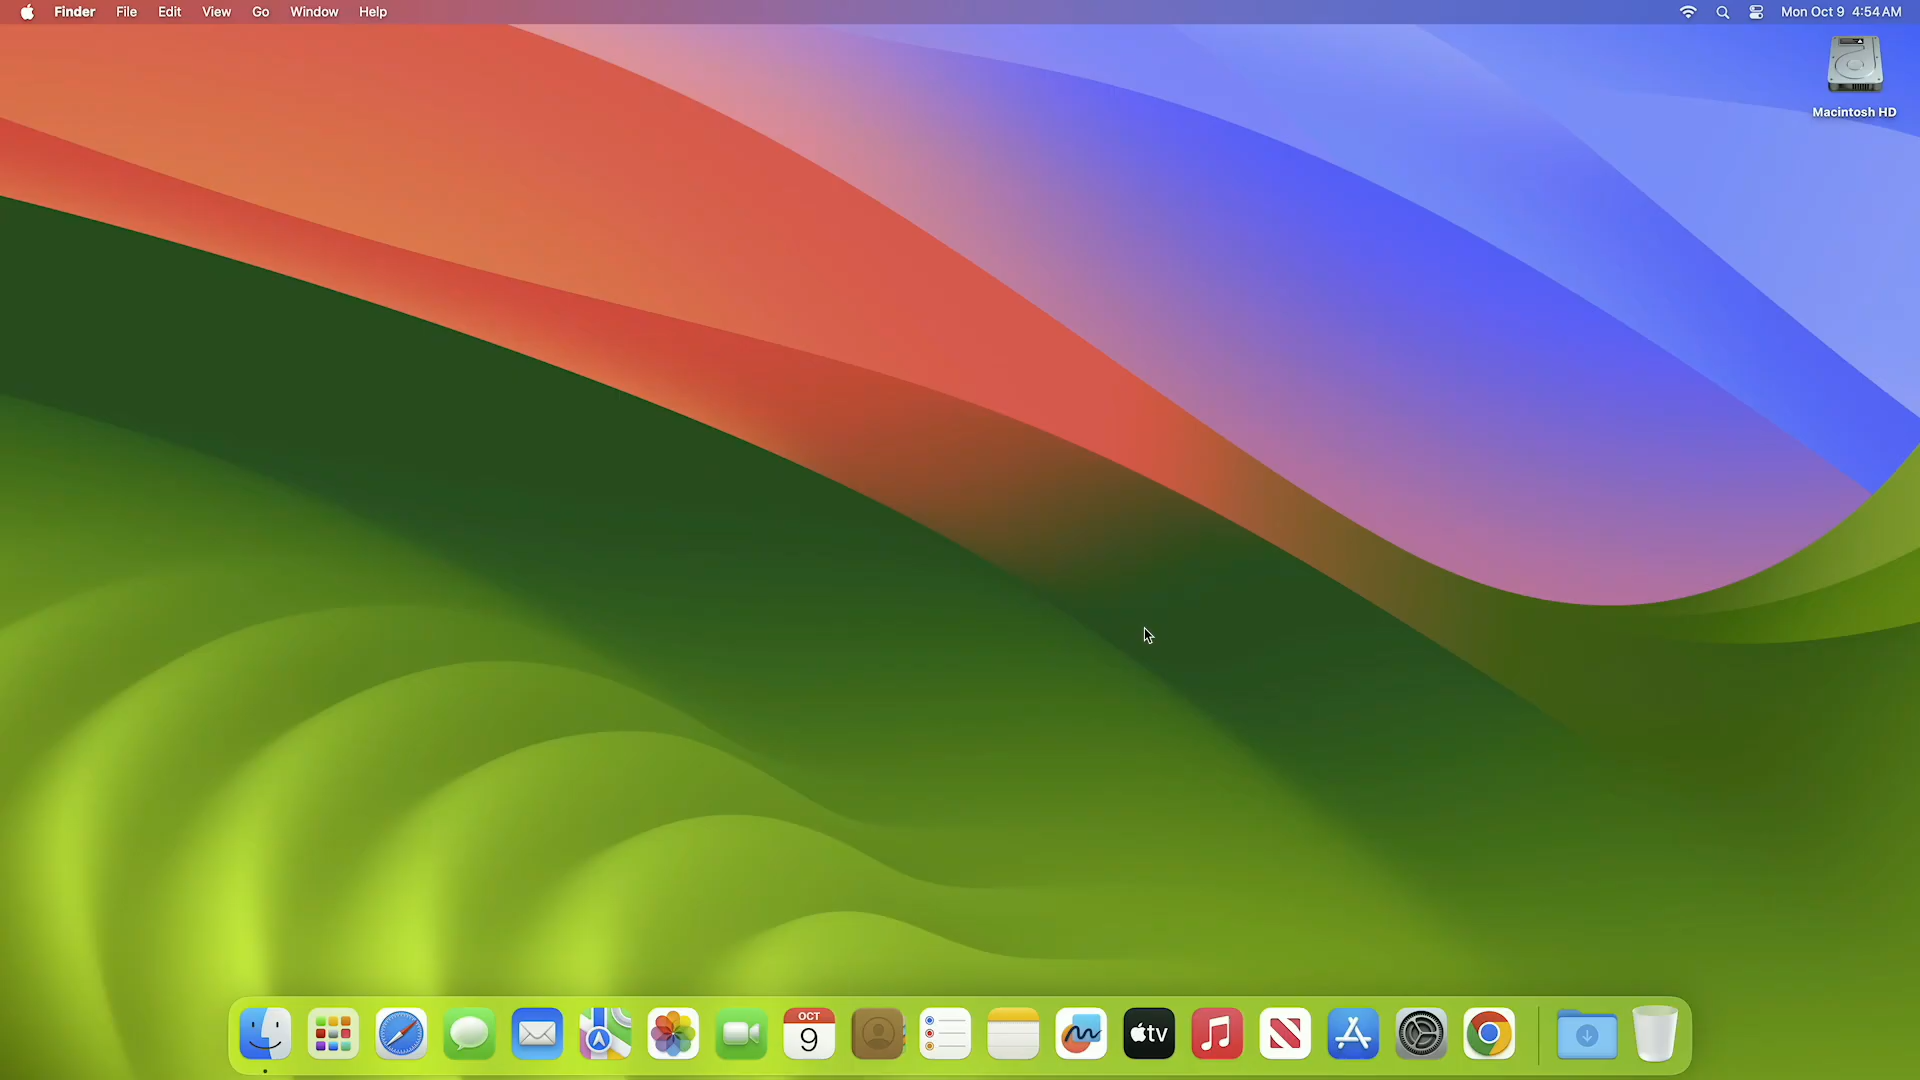 Finder File Edit View Go Window Help Mon Oct 9 4:54 AM
Macintosh HD
OCT
9
tv